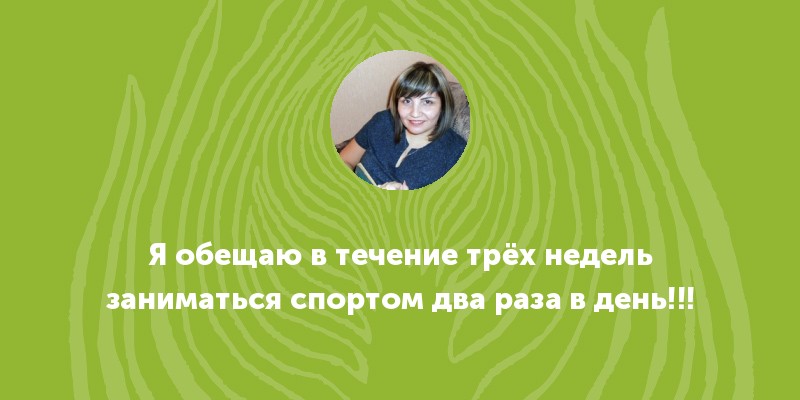 Я обещаю в течение трёх недель
заниматься спортом два раза в день!!!